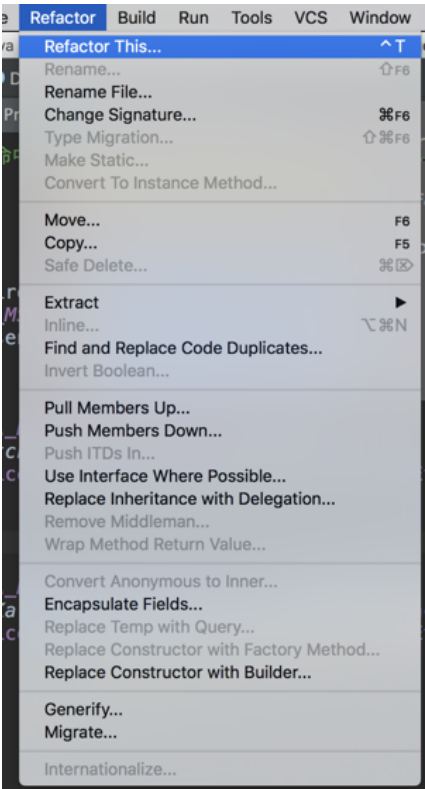 Refactor Build Run Tools VCS Window
Refactor This... ^T
Rename... ⇧F6
Rename File...
Change Signature... ⌘F6
Type Migration... ⇧⌘F6
Make Static...
Convert To Instance Method...
Move... F6
Copy... F5
Safe Delete... ⌘⌦
Extract ▶
Inline... ⌥⌘N
Find and Replace Code Duplicates...
Invert Boolean...
Pull Members Up...
Push Members Down...
Push ITDs In...
Use Interface Where Possible...
Replace Inheritance with Delegation...
Remove Middleman...
Wrap Method Return Value...
Convert Anonymous to Inner...
Encapsulate Fields...
Replace Temp with Query...
Replace Constructor with Factory Method...
Replace Constructor with Builder...
Generify...
Migrate...
Internationalize...